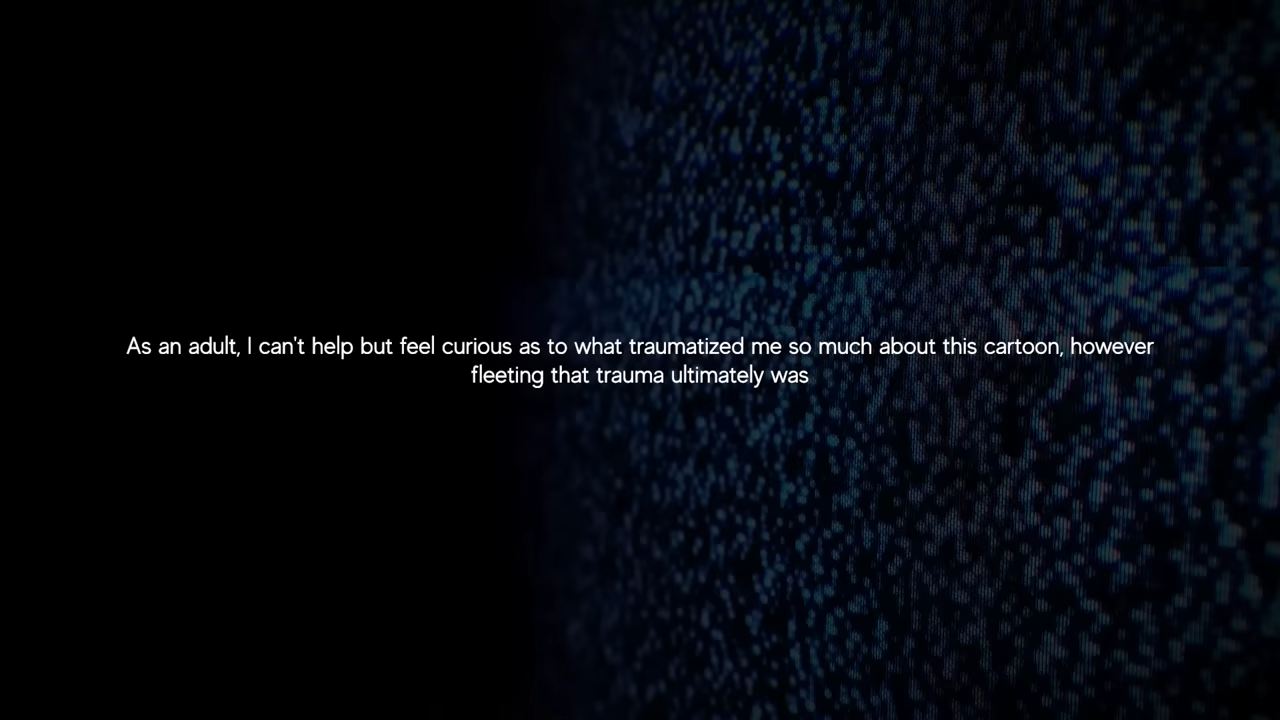 As an adult, I can't help but feel curious as to what traumatized me so much about this cartoon, however
fleeting that trauma ultimately was